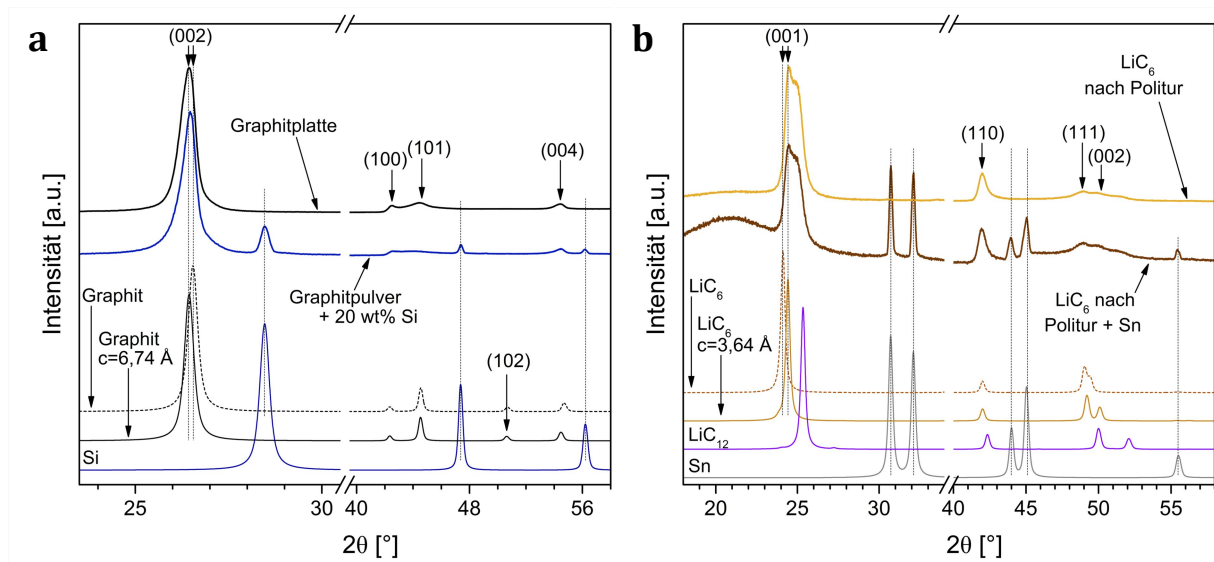 a
(002)
Graphitplatte
(100)
(101)
(004)
Graphitpulver
+ 20 wt% Si
Graphit
Graphit
c=6,74 Å
(102)
Si
Intensität [a.u.]
25
30
40
48
56
2θ [°]
b
(001)
LiC6
nach Politur
(110)
(111)
(002)
LiC6 nach
Politur + Sn
LiC6
LiC6
c=3,64 Å
LiC12
Sn
Intensität [a.u.]
20
25
30
40
45
50
55
2θ [°]